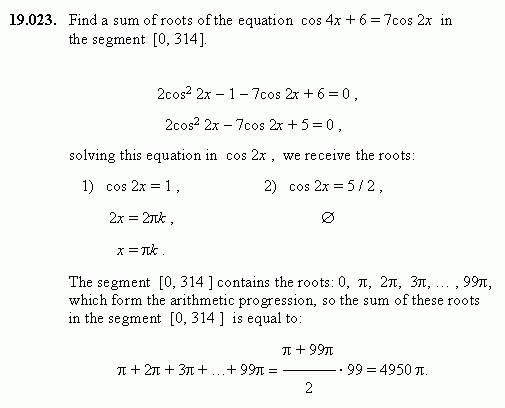 19.023. Find a sum of roots of the equation cos 4x + 6 = 7cos 2x in
the segment [0, 314].
2cos² 2x − 1 − 7cos 2x + 6 = 0 ,
2cos² 2x − 7cos 2x + 5 = 0 ,
solving this equation in cos 2x , we receive the roots:
1) cos 2x = 1 , 2) cos 2x = 5 / 2 ,
2x = 2πk , ∅
x = πk .
The segment [0, 314 ] contains the roots: 0, π, 2π, 3π, … , 99π,
which form the arithmetic progression, so the sum of these roots
in the segment [0, 314 ] is equal to:
π + 99π
π + 2π + 3π + …+ 99π = ———— · 99 = 4950 π.
2